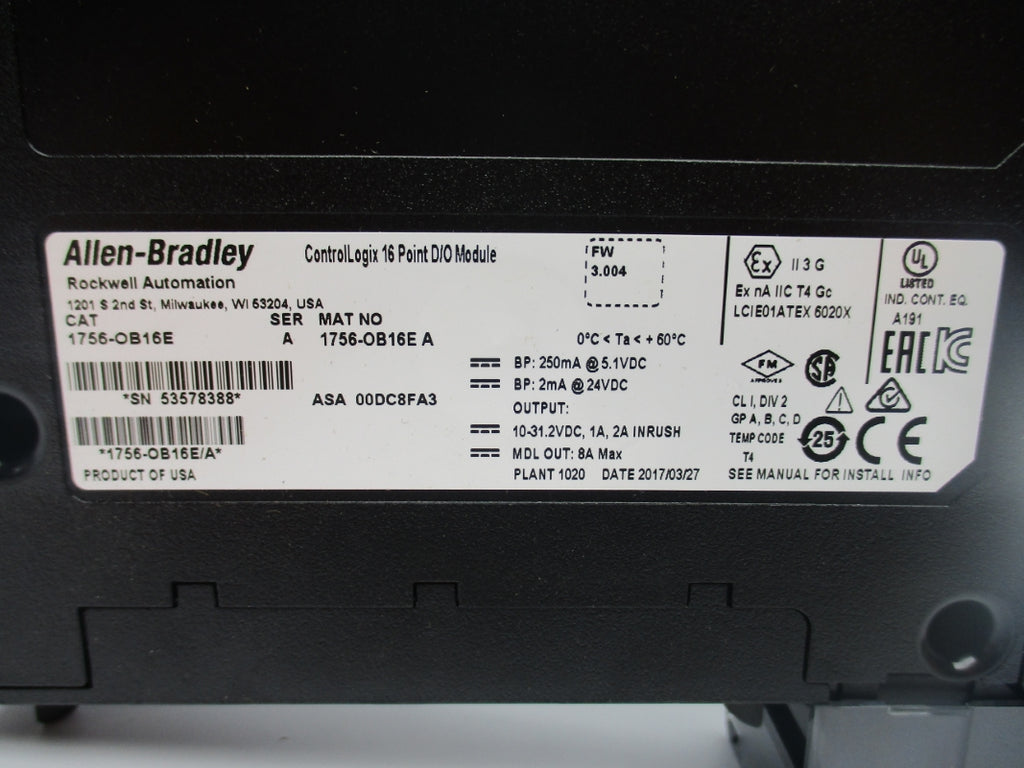 Allen-Bradley
ControlLogix 16 Point D/O Module
Rockwell Automation
1201 S 2nd St, Milwaukee, WI 53204, USA
CAT SER MAT NO
1756-OB16E A 1756-OB16E A
*SN 53578388*
ASA 00DC8FA3
*1756-OB16E/A*
PRODUCT OF USA
FW
3.004
0°C < Ta < + 60°C
BP: 250mA @ 5.1VDC
BP: 2mA @ 24VDC
OUTPUT:
10-31.2VDC, 1A, 2A INRUSH
MDL OUT: 8A Max
PLANT 1020 DATE 2017/03/27
Ex II 3 G
Ex nA IIC T4 Gc
LCIE01ATEX 6020X
UL
LISTED
IND. CONT. EQ.
A191
EAC KC
FM
APPROVED
CL I, DIV 2
GP A, B, C, D
TEMP CODE
T4
25
CE
SEE MANUAL FOR INSTALL INFO